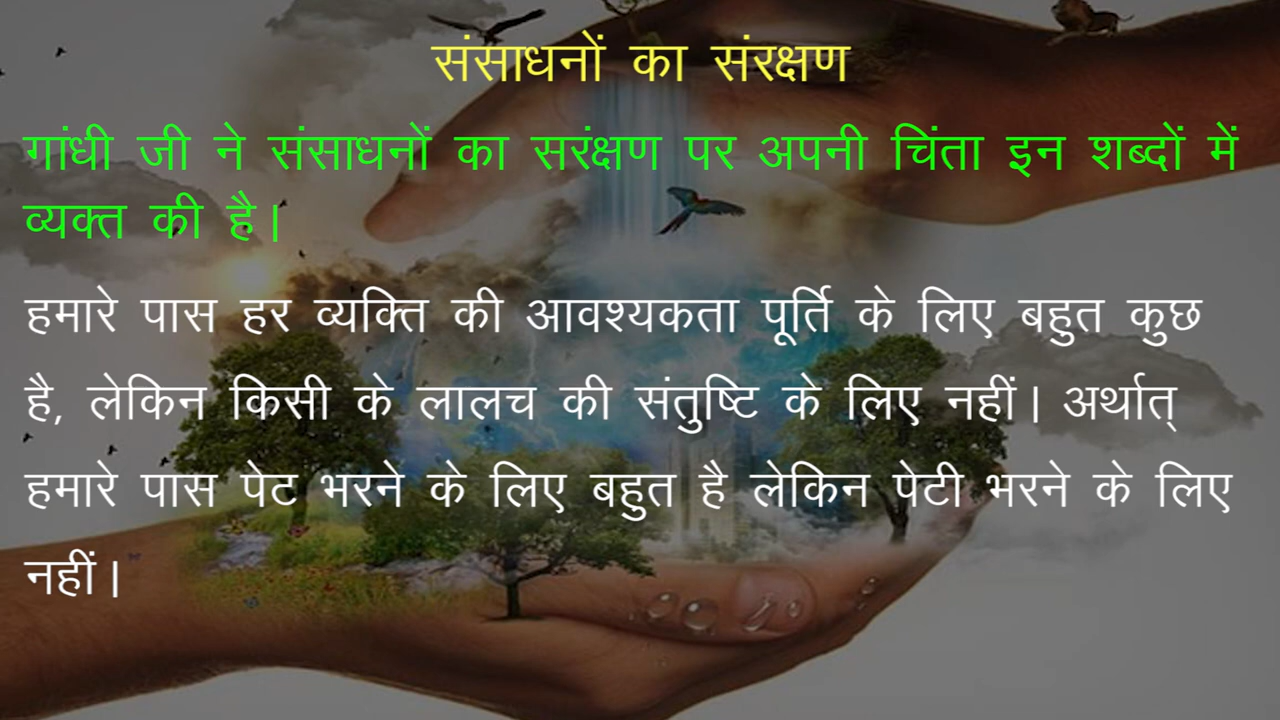 संसाधनों का संरक्षण
गांधी जी ने संसाधनों का सरंक्षण पर अपनी चिंता इन शब्दों में
व्यक्त की है।
हमारे पास हर व्यक्ति की आवश्यकता पूर्ति के लिए बहुत कुछ
है, लेकिन किसी के लालच की संतुष्टि के लिए नहीं। अर्थात्
हमारे पास पेट भरने के लिए बहुत है लेकिन पेटी भरने के लिए
नहीं।